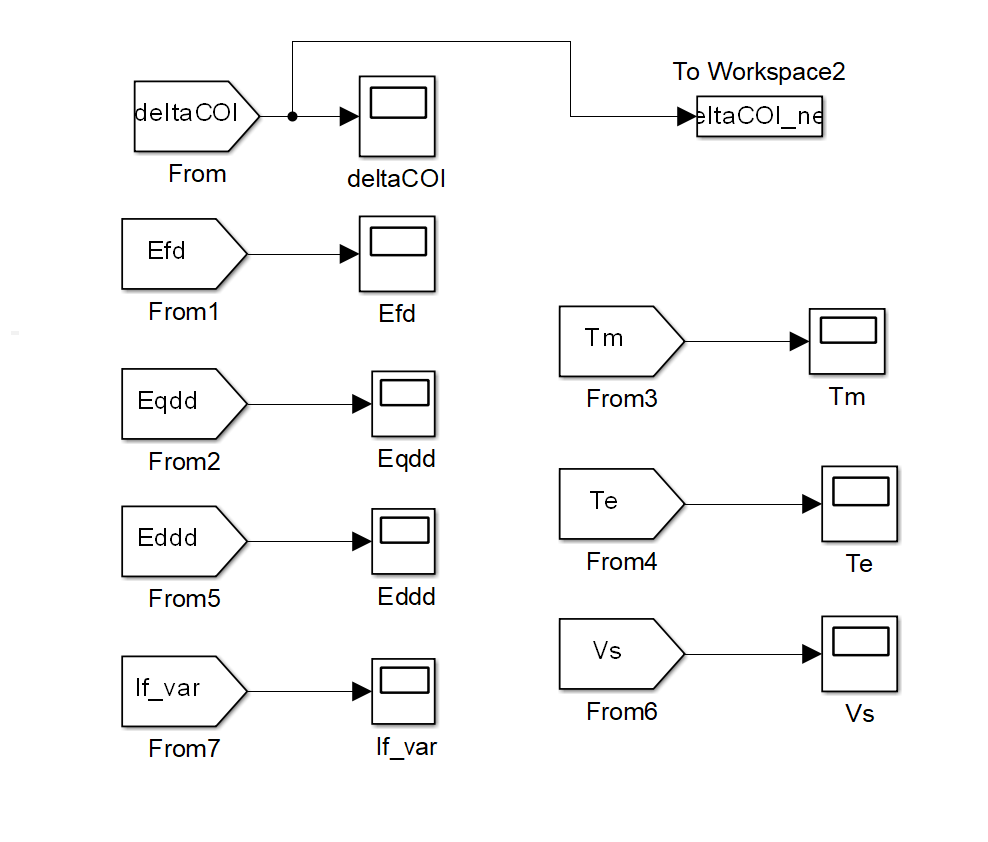 To Workspace2
deltaCOI
eltaCOI_ne
From
deltaCOI
Efd
From1
Efd
Tm
From3
Tm
Eqdd
From2
Eqdd
Te
From4
Te
Eddd
From5
Eddd
Vs
From6
Vs
If_var
From7
If_var